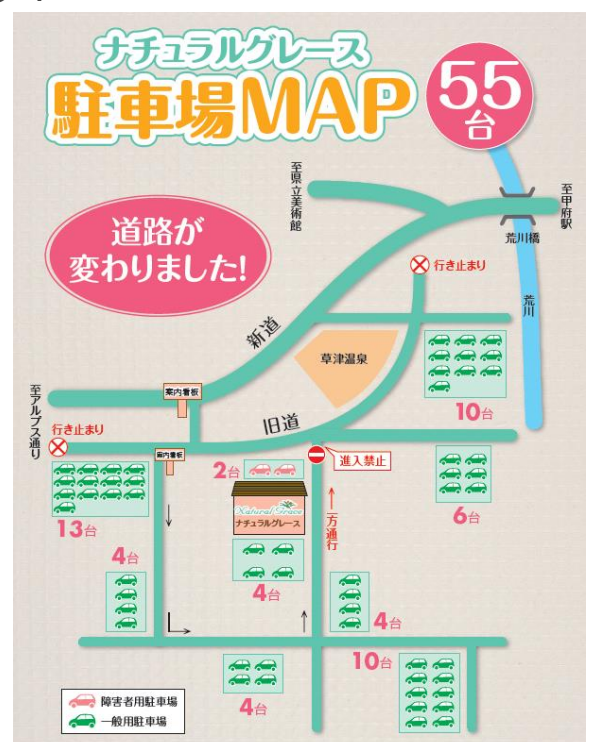 ナチュラルグレース
駐車場MAP
55
台
至県立美術館
至甲府駅
道路が
変わりました!
荒川橋
行き止まり
荒川
新道
草津温泉
案内看板
至アルプス通り
10台
旧道
行き止まり
案内看板
進入禁止
2台
Natural Grace
ナチュラルグレース
一方通行
6台
13台
4台
4台
4台
10台
4台
障害者用駐車場
一般用駐車場